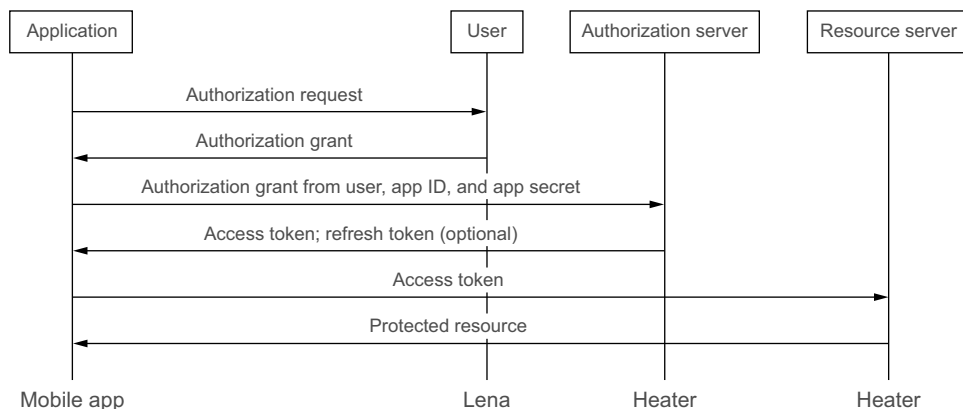 Application
User
Authorization server
Resource server
Authorization request
Authorization grant
Authorization grant from user, app ID, and app secret
Access token; refresh token (optional)
Access token
Protected resource
Mobile app
Lena
Heater
Heater